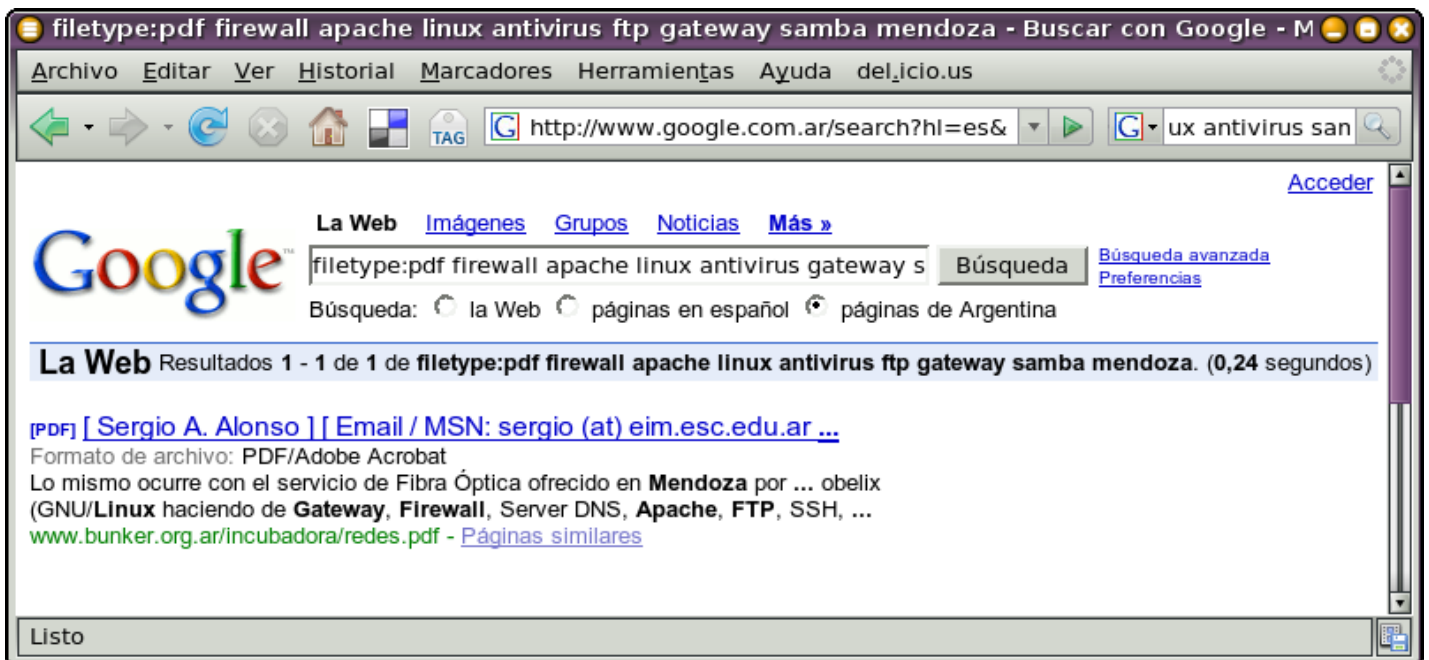 filetype:pdf firewall apache linux antivirus ftp gateway samba mendoza - Buscar con Google - M
Archivo Editar Ver Historial Marcadores Herramientas Ayuda del.icio.us
TAG G http://www.google.com.ar/search?hl=es& G ux antivirus san
Acceder
La Web Imágenes Grupos Noticias Más »
Google™ filetype:pdf firewall apache linux antivirus gateway s Búsqueda Búsqueda avanzada
Preferencias
Búsqueda: la Web páginas en español páginas de Argentina
La Web Resultados 1 - 1 de 1 de filetype:pdf firewall apache linux antivirus ftp gateway samba mendoza. (0,24 segundos)
[PDF] [ Sergio A. Alonso ] [ Email / MSN: sergio (at) eim.esc.edu.ar ...
Formato de archivo: PDF/Adobe Acrobat
Lo mismo ocurre con el servicio de Fibra Óptica ofrecido en Mendoza por ... obelix
(GNU/Linux haciendo de Gateway, Firewall, Server DNS, Apache, FTP, SSH, ...
www.bunker.org.ar/incubadora/redes.pdf - Páginas similares
Listo